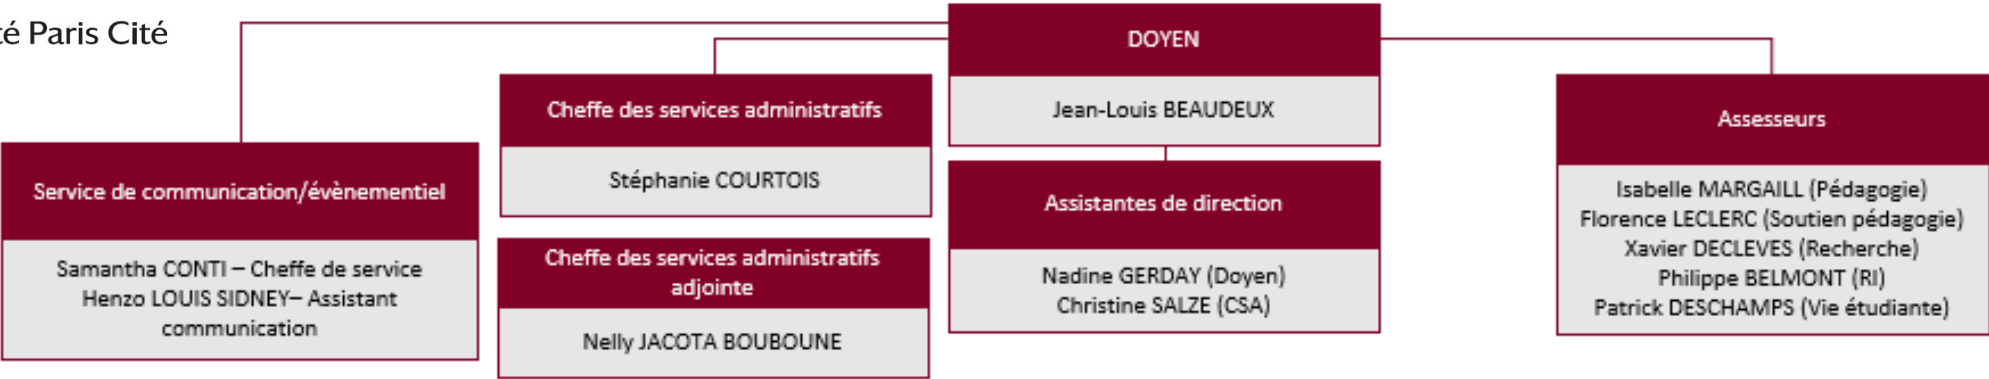 té Paris Cité
DOYEN
Jean-Louis BEAUDEUX
Cheffe des services administratifs
Stéphanie COURTOIS
Assesseurs
Isabelle MARGAILL (Pédagogie)
Florence LECLERC (Soutien pédagogie)
Xavier DECLEVES (Recherche)
Philippe BELMONT (RI)
Patrick DESCHAMPS (Vie étudiante)
Service de communication/évènementiel
Samantha CONTI – Cheffe de service
Henzo LOUIS SIDNEY– Assistant
communication
Assistantes de direction
Nadine GERDAY (Doyen)
Christine SALZE (CSA)
Cheffe des services administratifs
adjointe
Nelly JACOTA BOUBOUNE